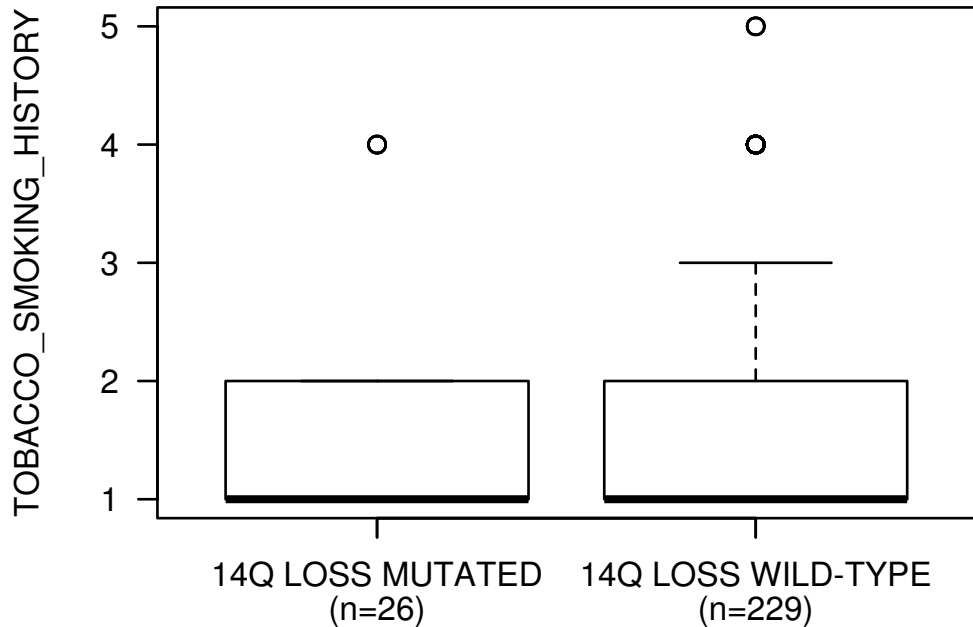 TOBACCO_SMOKING_HISTORY
5
4
3
2
1
14Q LOSS MUTATED
(n=26)
14Q LOSS WILD-TYPE
(n=229)